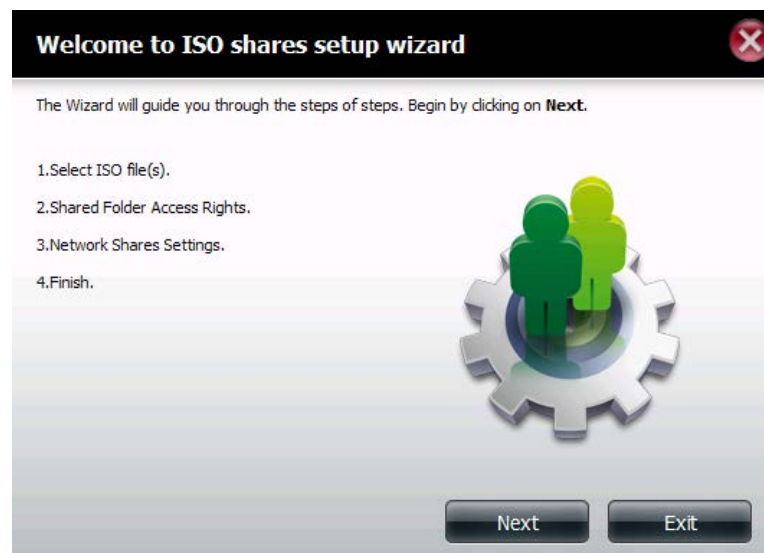 Welcome to ISO shares setup wizard
The Wizard will guide you through the steps of steps. Begin by clicking on Next.
1.Select ISO file(s).
2.Shared Folder Access Rights.
3.Network Shares Settings.
4.Finish.
Next
Exit